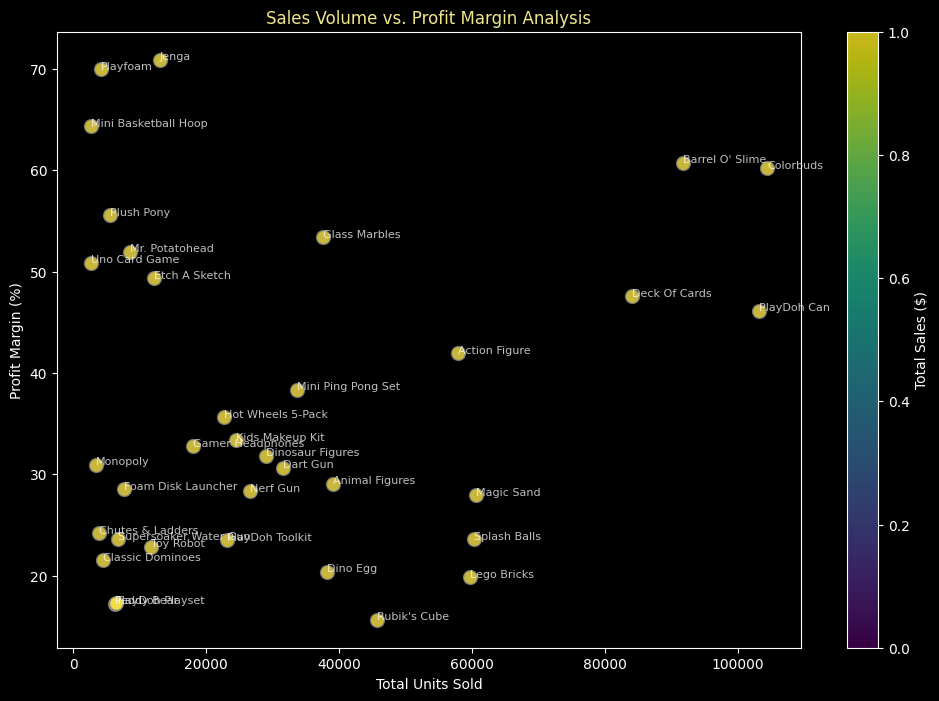 Sales Volume vs. Profit Margin Analysis
Jenga
Playfoam
Mini Basketball Hoop
Barrel O' Slime
Colorbuds
Plush Pony
Glass Marbles
Mr. Potatohead
Uno Card Game
Etch A Sketch
Deck Of Cards
PlayDoh Can
Action Figure
Mini Ping Pong Set
Hot Wheels 5-Pack
Kids Makeup Kit
Gamer Headphones
Dinosaur Figures
Monopoly
Dart Gun
Animal Figures
Foam Disk Launcher
Nerf Gun
Magic Sand
Chutes & Ladders
Supersoaker Water Gun
PlayDoh Toolkit
Splash Balls
Toy Robot
Classic Dominoes
Dino Egg
Lego Bricks
Teddy Bear
PlayDoh Playset
Rubik's Cube
70
60
50
40
30
20
Profit Margin (%)
0
20000
40000
60000
80000
100000
Total Units Sold
1.0
0.8
0.6
0.4
0.2
0.0
Total Sales ($)